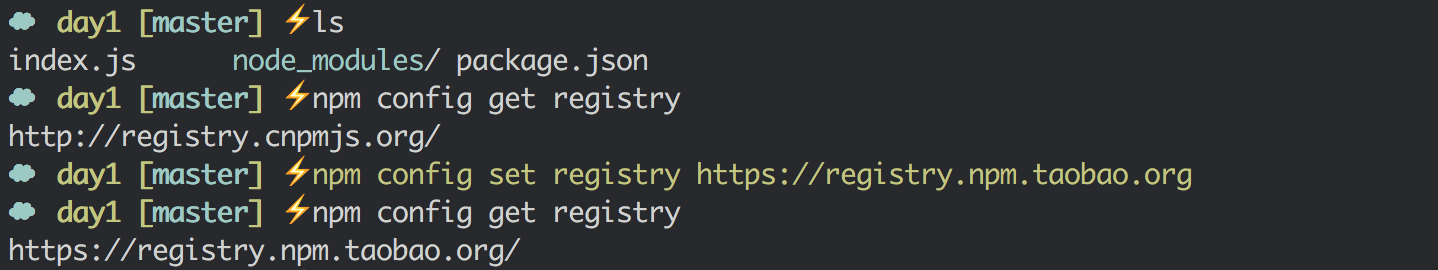 day1 [master] ⚡ls
index.js      node_modules/ package.json
day1 [master] ⚡npm config get registry
http://registry.cnpmjs.org/
day1 [master] ⚡npm config set registry https://registry.npm.taobao.org
day1 [master] ⚡npm config get registry
https://registry.npm.taobao.org/